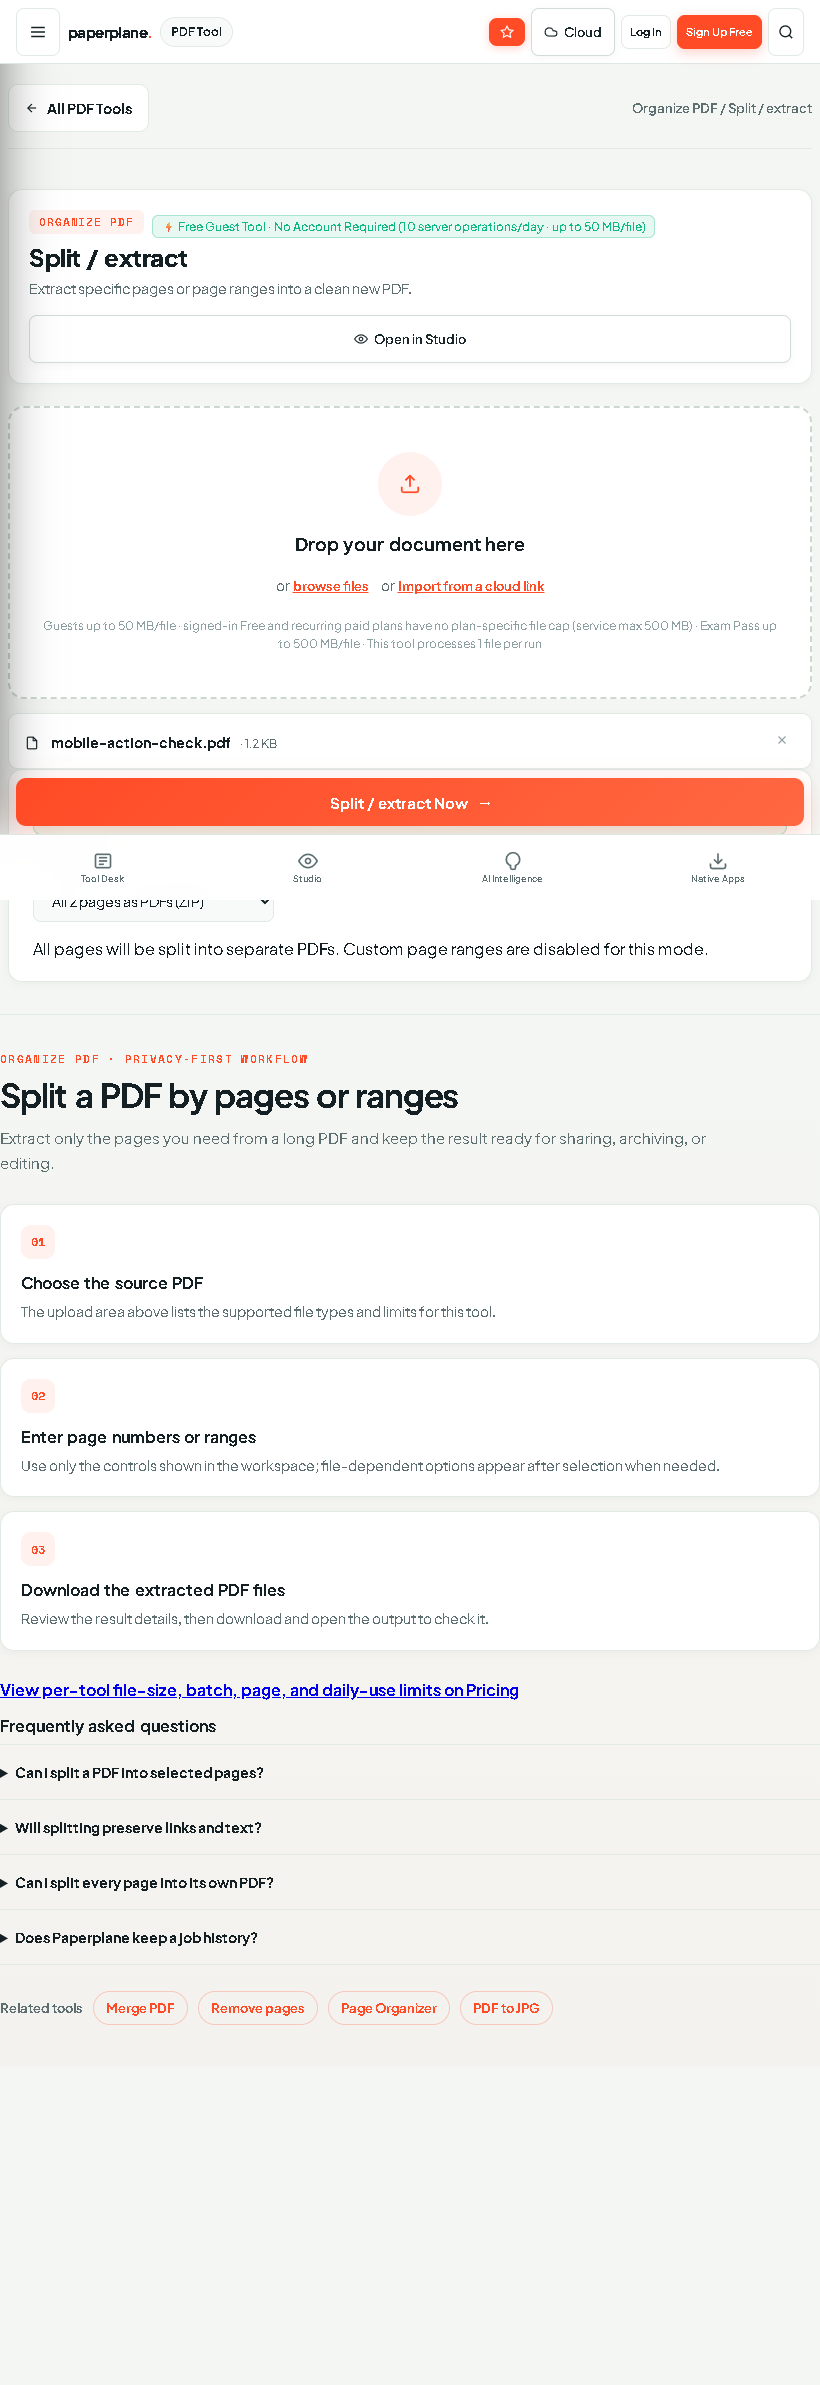 paperplane.
PDF Tool
Cloud
Log In
Sign Up Free
All PDF Tools
Organize PDF / Split / extract
ORGANIZE PDF
Free Guest Tool · No Account Required (10 server operations/day · up to 50 MB/file)
Split / extract
Extract specific pages or page ranges into a clean new PDF.
Open in Studio
Drop your document here
or browse files or Import from a cloud link
Guests up to 50 MB/file · signed-in Free and recurring paid plans have no plan-specific file cap (service max 500 MB) · Exam Pass up
to 500 MB/file · This tool processes 1 file per run
mobile-action-check.pdf · 1.2 KB
Split / extract Now →
Tool Desk
Studio
AI Intelligence
Native Apps
All 2 pages as PDFs (ZIP)
All pages will be split into separate PDFs. Custom page ranges are disabled for this mode.
ORGANIZE PDF · PRIVACY-FIRST WORKFLOW
Split a PDF by pages or ranges
Extract only the pages you need from a long PDF and keep the result ready for sharing, archiving, or
editing.
01
Choose the source PDF
The upload area above lists the supported file types and limits for this tool.
02
Enter page numbers or ranges
Use only the controls shown in the workspace; file-dependent options appear after selection when needed.
03
Download the extracted PDF files
Review the result details, then download and open the output to check it.
View per-tool file-size, batch, page, and daily-use limits on Pricing
Frequently asked questions
Can I split a PDF into selected pages?
Will splitting preserve links and text?
Can I split every page into its own PDF?
Does Paperplane keep a job history?
Related tools
Merge PDF
Remove pages
Page Organizer
PDF to JPG